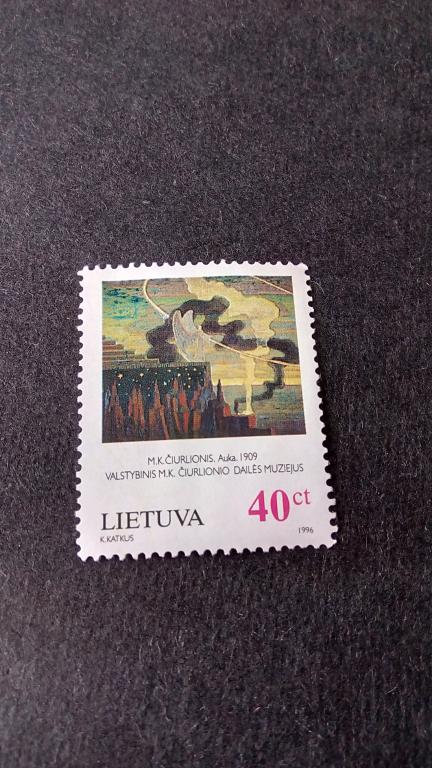 M.K. ČIURLIONIS. Auka. 1909
VALSTYBINIS M.K. ČIURLIONIO DAILĖS MUZIEJUS
LIETUVA 40ct
K.KATKUS 1996